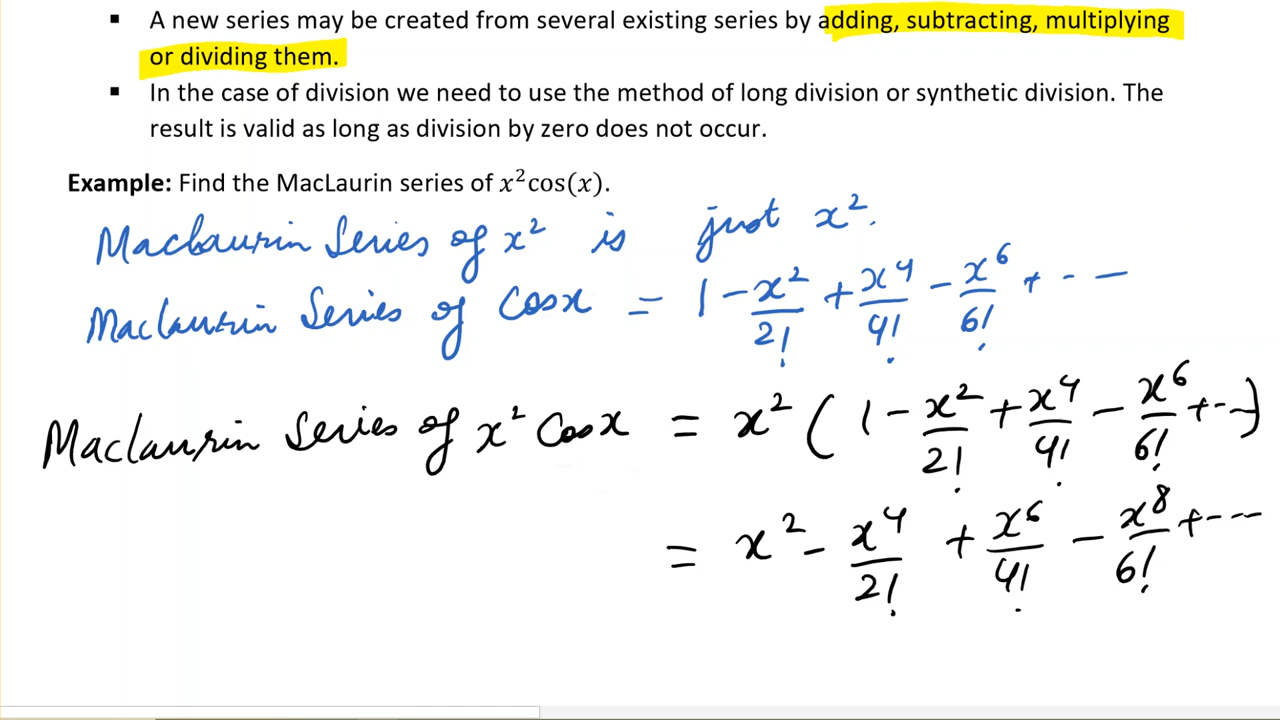 ▪ A new series may be created from several existing series by adding, subtracting, multiplying
or dividing them.
▪ In the case of division we need to use the method of long division or synthetic division. The
result is valid as long as division by zero does not occur.
Example: Find the MacLaurin series of x²cos(x).
Maclaurin Series of x² is just x².
Maclaurin Series of Cosx = 1 - x²/2! + x⁴/4! - x⁶/6! + ---
Maclaurin Series of x² Cosx = x² ( 1 - x²/2! + x⁴/4! - x⁶/6! + --- )
= x² - x⁴/2! + x⁶/4! - x⁸/6! + ---